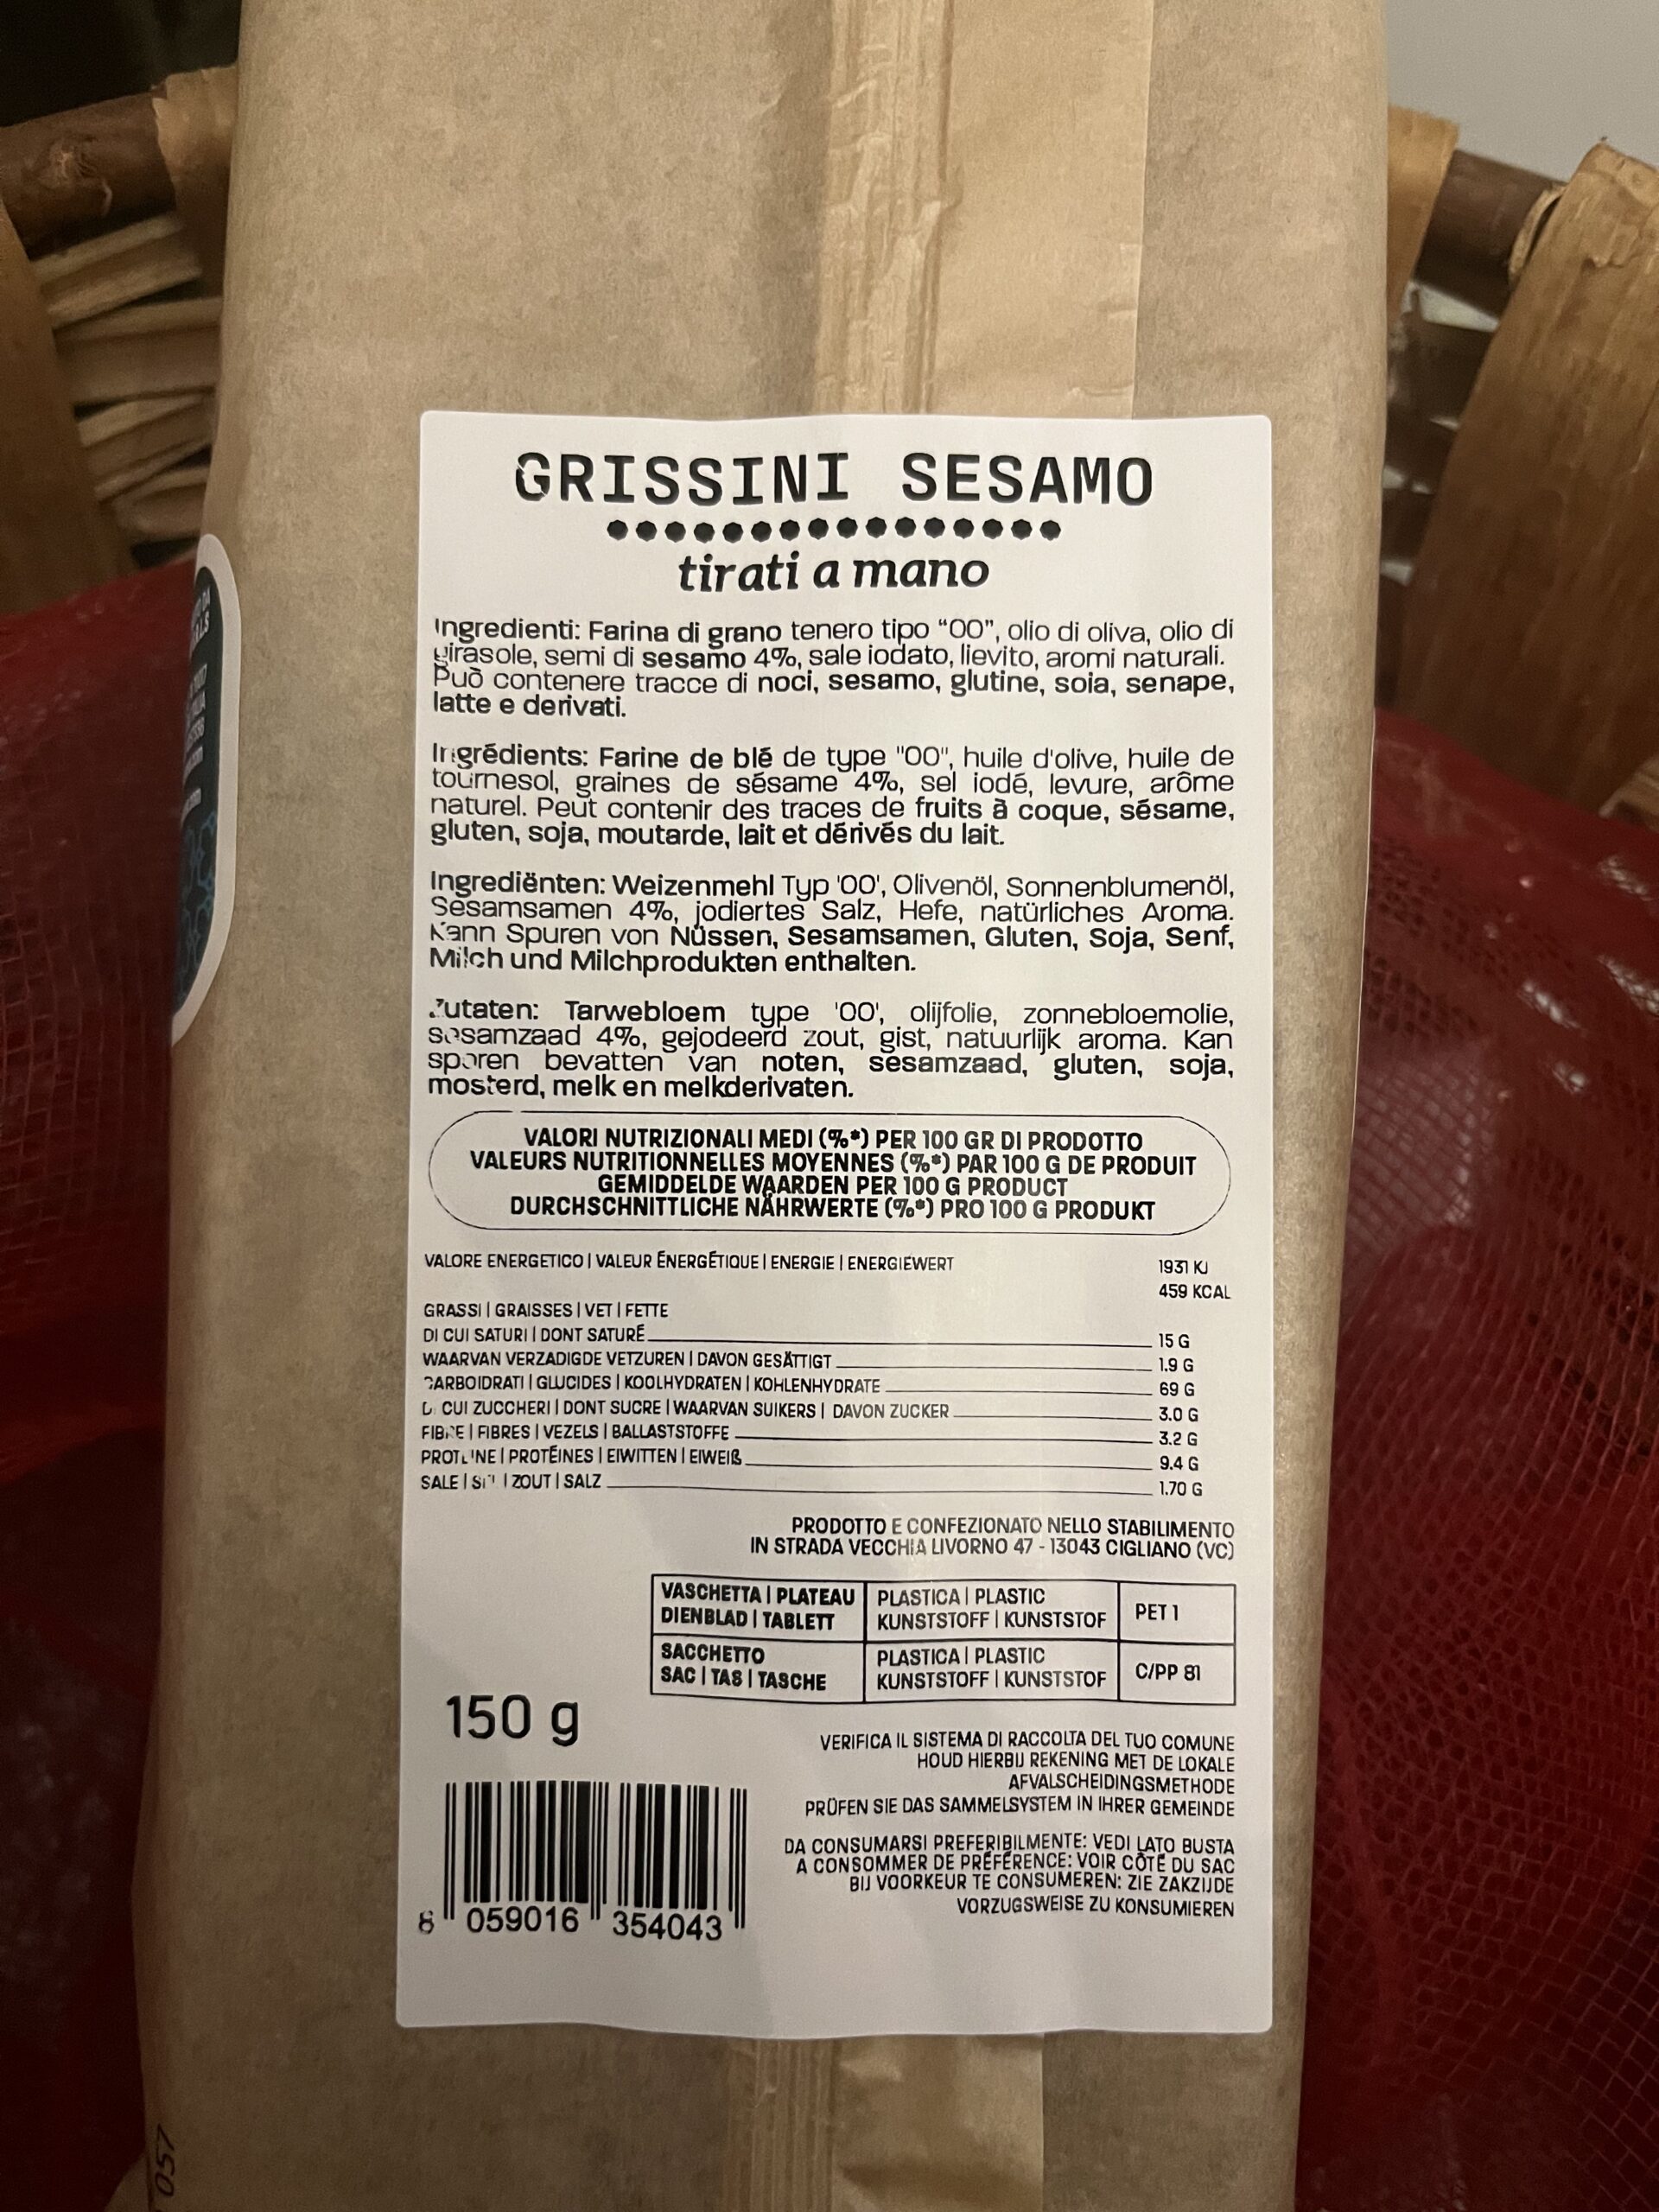 GRISSINI SESAMO
tirati a mano
Ingredienti: Farina di grano tenero tipo “00”, olio di oliva, olio di
girasole, semi di sesamo 4%, sale iodato, lievito, aromi naturali.
Può contenere tracce di noci, sesamo, glutine, soia, senape,
latte e derivati.
Ingrédients: Farine de blé de type "00", huile d'olive, huile de
tournesol, graines de sésame 4%, sel iodé, levure, arôme
naturel. Peut contenir des traces de fruits à coque, sésame,
gluten, soja, moutarde, lait et dérivés du lait.
Ingrediënten: Weizenmehl Typ '00', Olivenöl, Sonnenblumenöl,
Sesamsamen 4%, jodiertes Salz, Hefe, natürliches Aroma.
Kann Spuren von Nüssen, Sesamsamen, Gluten, Soja, Senf,
Milch und Milchprodukten enthalten.
Zutaten: Tarwebloem type '00', olijfolie, zonnebloemolie,
sesamzaad 4%, gejodeerd zout, gist, natuurlijk aroma. Kan
sporen bevatten van noten, sesamzaad, gluten, soja,
mosterd, melk en melkderivaten.
VALORI NUTRIZIONALI MEDI (%*) PER 100 GR DI PRODOTTO
VALEURS NUTRITIONNELLES MOYENNES (%*) PAR 100 G DE PRODUIT
GEMIDDELDE WAARDEN PER 100 G PRODUCT
DURCHSCHNITTLICHE NÄHRWERTE (%*) PRO 100 G PRODUKT
VALORE ENERGETICO | VALEUR ÉNERGÉTIQUE | ENERGIE | ENERGIEWERT 1931 KJ
459 KCAL
GRASSI | GRAISSES | VET | FETTE
DI CUI SATURI | DONT SATURÉ 15 G
WAARVAN VERZADIGDE VETZUREN | DAVON GESÄTTIGT 1.9 G
CARBOIDRATI | GLUCIDES | KOOLHYDRATEN | KOHLENHYDRATE 69 G
DI CUI ZUCCHERI | DONT SUCRE | WAARVAN SUIKERS | DAVON ZUCKER 3.0 G
FIBRE | FIBRES | VEZELS | BALLASTSTOFFE 3.2 G
PROTEINE | PROTÉINES | EIWITTEN | EIWEIß 9.4 G
SALE | SEL | ZOUT | SALZ 1.70 G
PRODOTTO E CONFEZIONATO NELLO STABILIMENTO
IN STRADA VECCHIA LIVORNO 47 - 13043 CIGLIANO (VC)
VASCHETTA | PLATEAU PLASTICA | PLASTIC PET 1
DIENBLAD | TABLETT KUNSTSTOFF | KUNSTSTOF
SACCHETTO PLASTICA | PLASTIC C/PP 81
SAC | TAS | TASCHE KUNSTSTOFF | KUNSTSTOF
150 g
VERIFICA IL SISTEMA DI RACCOLTA DEL TUO COMUNE
HOUD HIERBIJ REKENING MET DE LOKALE
AFVALSCHEIDINGSMETHODE
PRÜFEN SIE DAS SAMMELSYSTEM IN IHRER GEMEINDE
DA CONSUMARSI PREFERIBILMENTE: VEDI LATO BUSTA
A CONSOMMER DE PRÉFÉRENCE: VOIR CÔTÉ DU SAC
BIJ VOORKEUR TE CONSUMEREN: ZIE ZAKZIJDE
VORZUGSWEISE ZU KONSUMIEREN
8 059016 354043
057